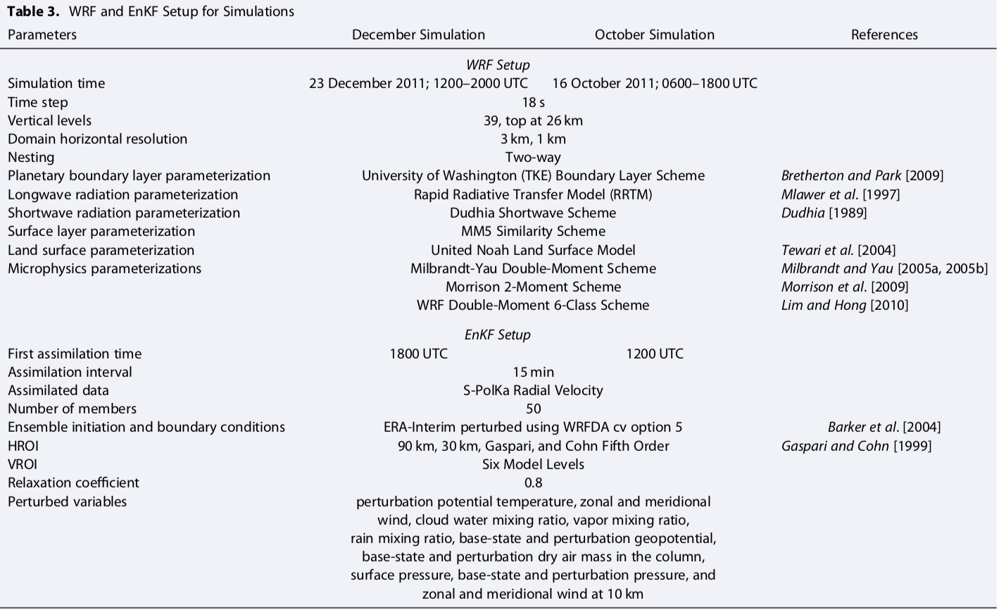 Table 3. WRF and EnKF Setup for Simulations
Parameters December Simulation October Simulation References
WRF Setup
Simulation time 23 December 2011; 1200–2000 UTC 16 October 2011; 0600–1800 UTC
Time step 18 s
Vertical levels 39, top at 26 km
Domain horizontal resolution 3 km, 1 km
Nesting Two-way
Planetary boundary layer parameterization University of Washington (TKE) Boundary Layer Scheme Bretherton and Park [2009]
Longwave radiation parameterization Rapid Radiative Transfer Model (RRTM) Mlawer et al. [1997]
Shortwave radiation parameterization Dudhia Shortwave Scheme Dudhia [1989]
Surface layer parameterization MM5 Similarity Scheme
Land surface parameterization United Noah Land Surface Model Tewari et al. [2004]
Microphysics parameterizations Milbrandt-Yau Double-Moment Scheme Milbrandt and Yau [2005a, 2005b]
Morrison 2-Moment Scheme Morrison et al. [2009]
WRF Double-Moment 6-Class Scheme Lim and Hong [2010]
EnKF Setup
First assimilation time 1800 UTC 1200 UTC
Assimilation interval 15 min
Assimilated data S-PolKa Radial Velocity
Number of members 50
Ensemble initiation and boundary conditions ERA-Interim perturbed using WRFDA cv option 5 Barker et al. [2004]
HROI 90 km, 30 km, Gaspari, and Cohn Fifth Order Gaspari and Cohn [1999]
VROI Six Model Levels
Relaxation coefficient 0.8
Perturbed variables perturbation potential temperature, zonal and meridional
wind, cloud water mixing ratio, vapor mixing ratio,
rain mixing ratio, base-state and perturbation geopotential,
base-state and perturbation dry air mass in the column,
surface pressure, base-state and perturbation pressure, and
zonal and meridional wind at 10 km